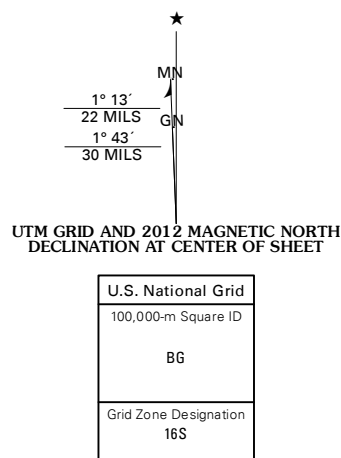 ★
MN
1° 13´
22 MILS
GN
1° 43´
30 MILS
UTM GRID AND 2012 MAGNETIC NORTH
DECLINATION AT CENTER OF SHEET
U.S. National Grid
100,000-m Square ID
BG
Grid Zone Designation
16S